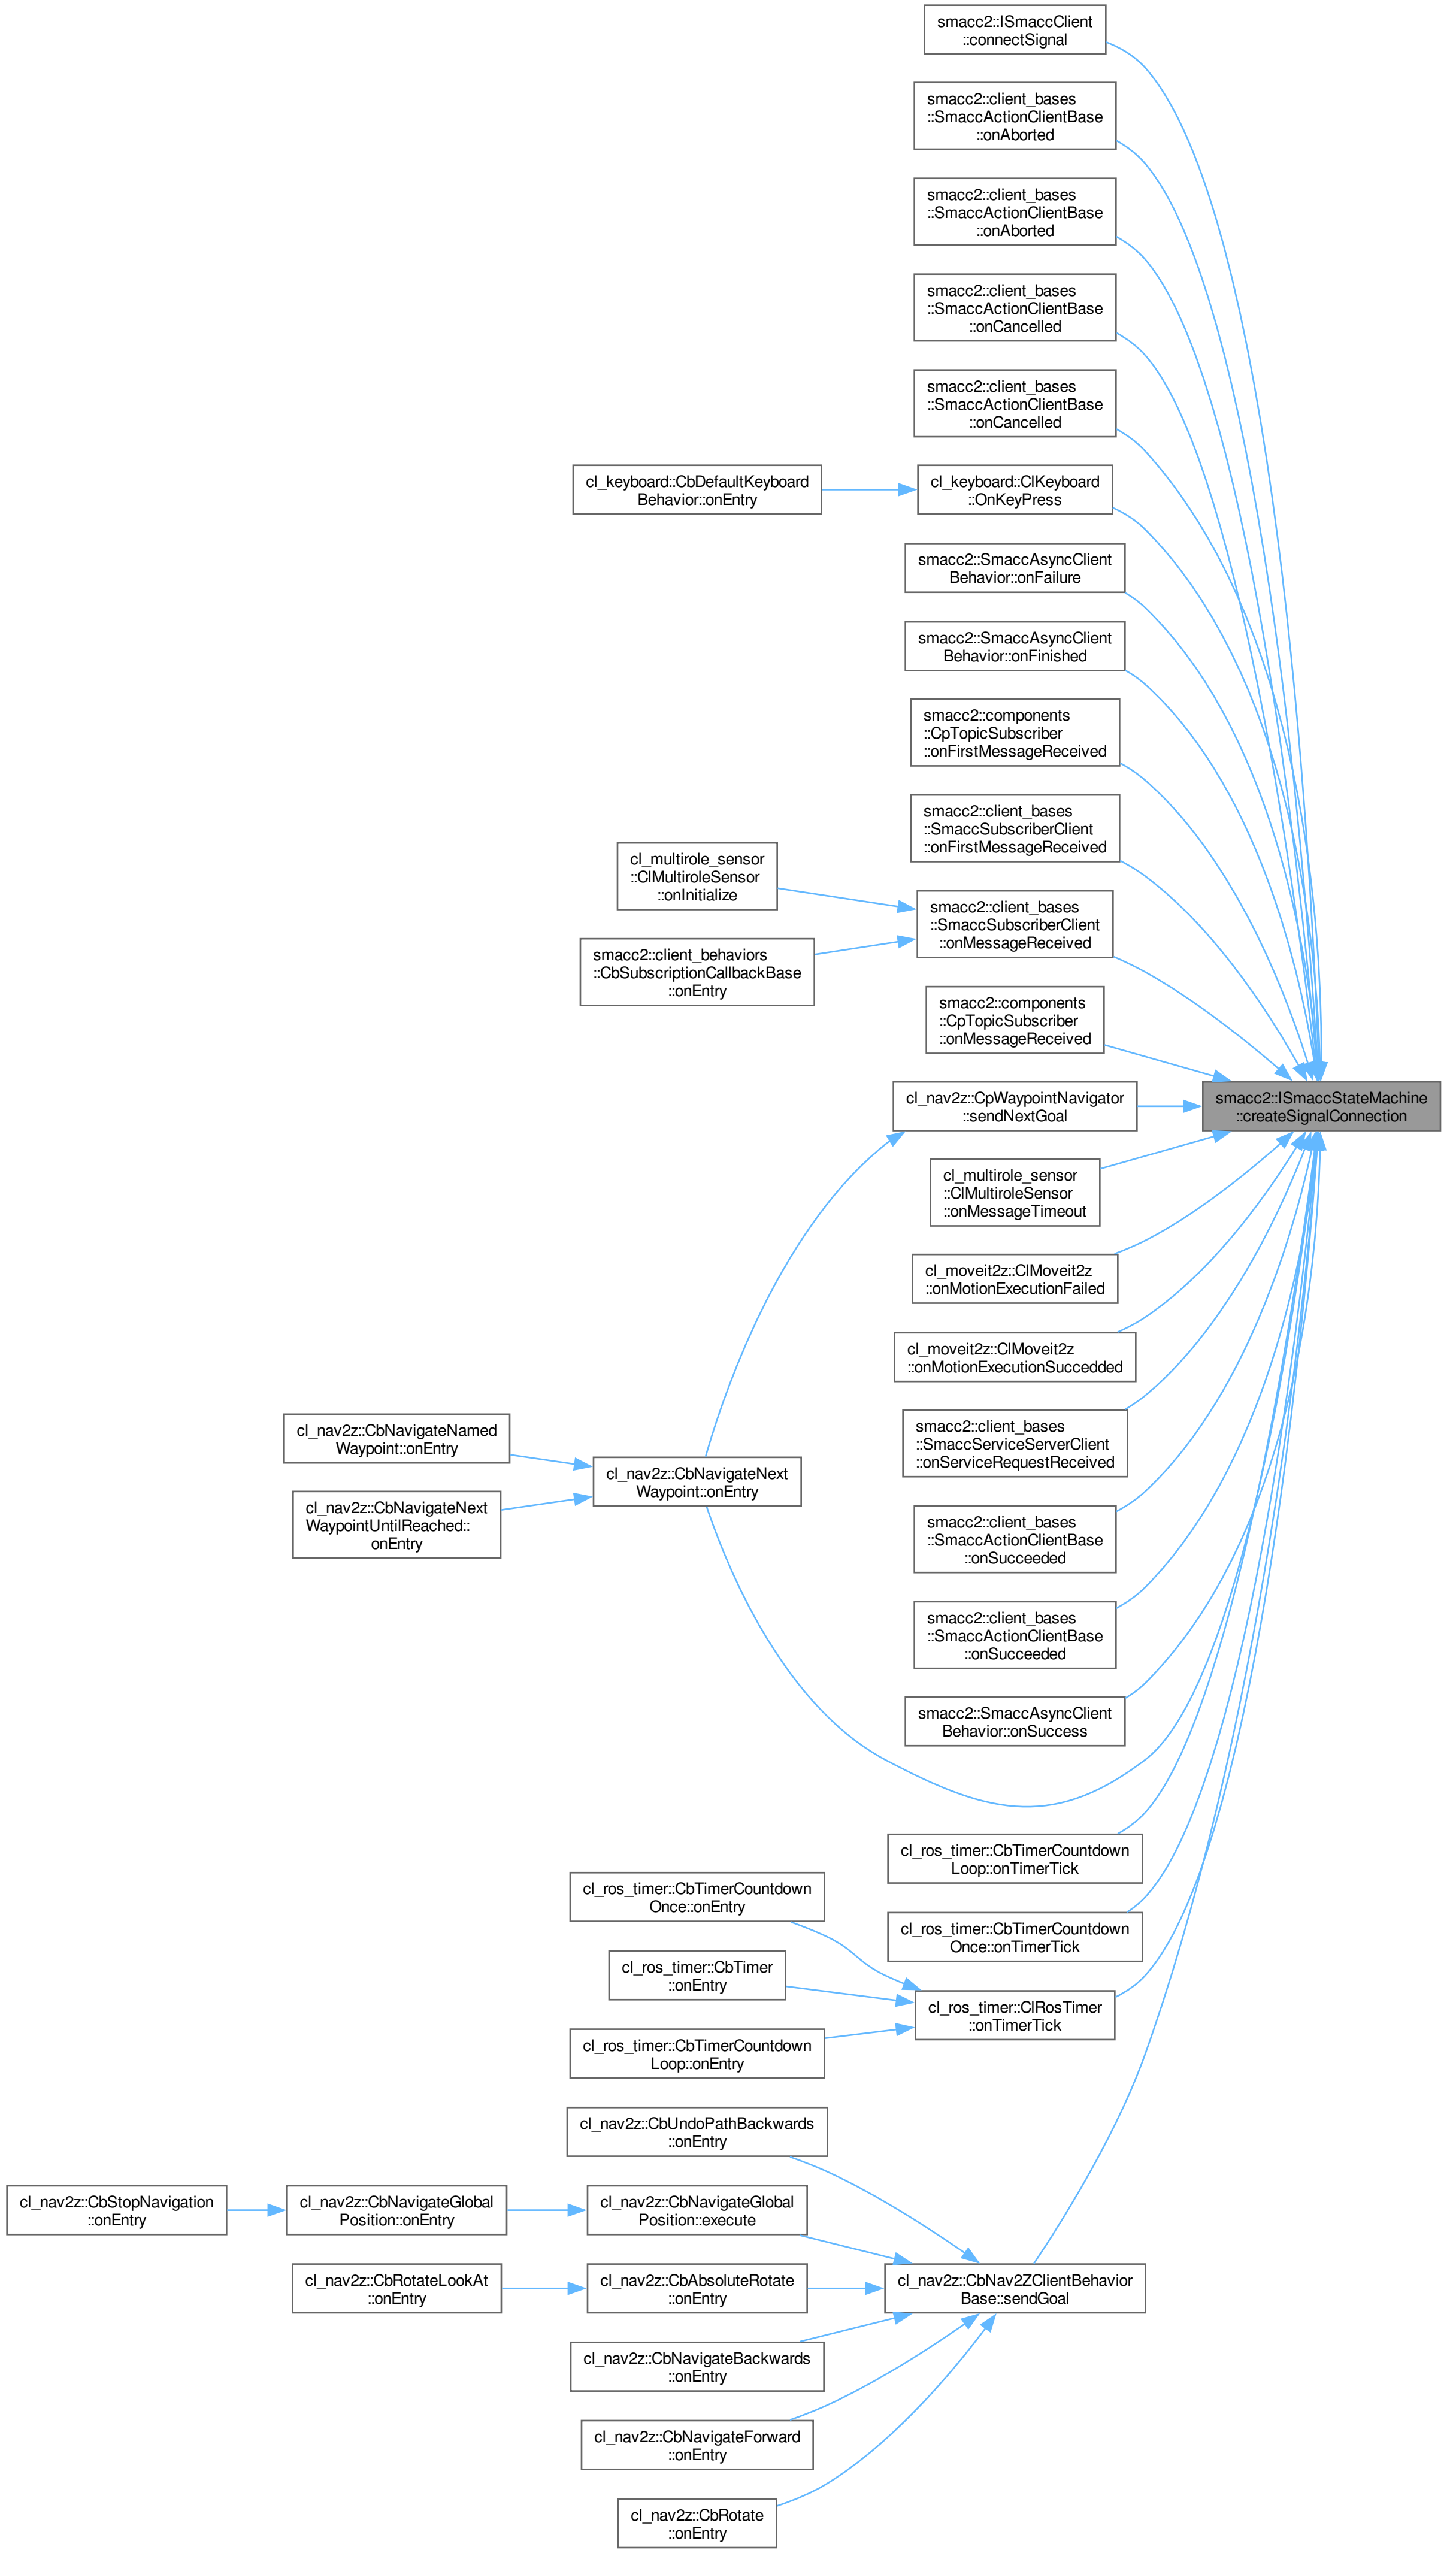 smacc2::ISmaccClient
::connectSignal
smacc2::client_bases
::SmaccActionClientBase
::onAborted
smacc2::client_bases
::SmaccActionClientBase
::onAborted
smacc2::client_bases
::SmaccActionClientBase
::onCancelled
smacc2::client_bases
::SmaccActionClientBase
::onCancelled
cl_keyboard::CbDefaultKeyboard
Behavior::onEntry
cl_keyboard::ClKeyboard
::OnKeyPress
smacc2::SmaccAsyncClient
Behavior::onFailure
smacc2::SmaccAsyncClient
Behavior::onFinished
smacc2::components
::CpTopicSubscriber
::onFirstMessageReceived
smacc2::client_bases
::SmaccSubscriberClient
::onFirstMessageReceived
cl_multirole_sensor
::ClMultiroleSensor
::onInitialize
smacc2::client_bases
::SmaccSubscriberClient
::onMessageReceived
smacc2::client_behaviors
::CbSubscriptionCallbackBase
::onEntry
smacc2::components
::CpTopicSubscriber
::onMessageReceived
cl_nav2z::CpWaypointNavigator
::sendNextGoal
smacc2::ISmaccStateMachine
::createSignalConnection
cl_multirole_sensor
::ClMultiroleSensor
::onMessageTimeout
cl_moveit2z::ClMoveit2z
::onMotionExecutionFailed
cl_moveit2z::ClMoveit2z
::onMotionExecutionSuccedded
smacc2::client_bases
::SmaccServiceServerClient
::onServiceRequestReceived
cl_nav2z::CbNavigateNamed
Waypoint::onEntry
cl_nav2z::CbNavigateNext
Waypoint::onEntry
cl_nav2z::CbNavigateNext
WaypointUntilReached::
onEntry
smacc2::client_bases
::SmaccActionClientBase
::onSucceeded
smacc2::client_bases
::SmaccActionClientBase
::onSucceeded
smacc2::SmaccAsyncClient
Behavior::onSuccess
cl_ros_timer::CbTimerCountdown
Loop::onTimerTick
cl_ros_timer::CbTimerCountdown
Once::onEntry
cl_ros_timer::CbTimerCountdown
Once::onTimerTick
cl_ros_timer::CbTimer
::onEntry
cl_ros_timer::ClRosTimer
::onTimerTick
cl_ros_timer::CbTimerCountdown
Loop::onEntry
cl_nav2z::CbUndoPathBackwards
::onEntry
cl_nav2z::CbStopNavigation
::onEntry
cl_nav2z::CbNavigateGlobal
Position::onEntry
cl_nav2z::CbNavigateGlobal
Position::execute
cl_nav2z::CbRotateLookAt
::onEntry
cl_nav2z::CbAbsoluteRotate
::onEntry
cl_nav2z::CbNav2ZClientBehavior
Base::sendGoal
cl_nav2z::CbNavigateBackwards
::onEntry
cl_nav2z::CbNavigateForward
::onEntry
cl_nav2z::CbRotate
::onEntry